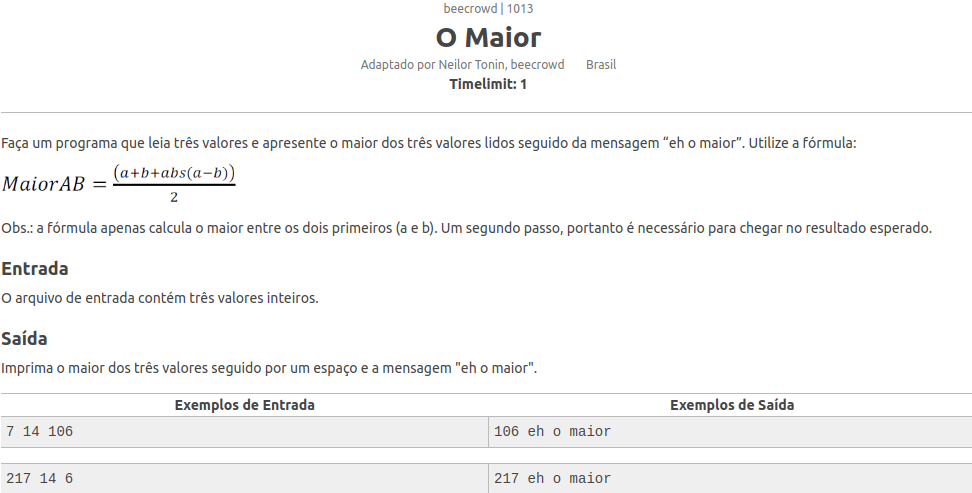 beecrowd | 1013
O Maior
Adaptado por Neilor Tonin, beecrowd Brasil
Timelimit: 1
Faça um programa que leia três valores e apresente o maior dos três valores lidos seguido da mensagem “eh o maior”. Utilize a fórmula:
MaiorAB = (a+b+abs(a−b)) / 2
Obs.: a fórmula apenas calcula o maior entre os dois primeiros (a e b). Um segundo passo, portanto é necessário para chegar no resultado esperado.
Entrada
O arquivo de entrada contém três valores inteiros.
Saída
Imprima o maior dos três valores seguido por um espaço e a mensagem "eh o maior".
Exemplos de Entrada Exemplos de Saída
7 14 106 106 eh o maior
217 14 6 217 eh o maior